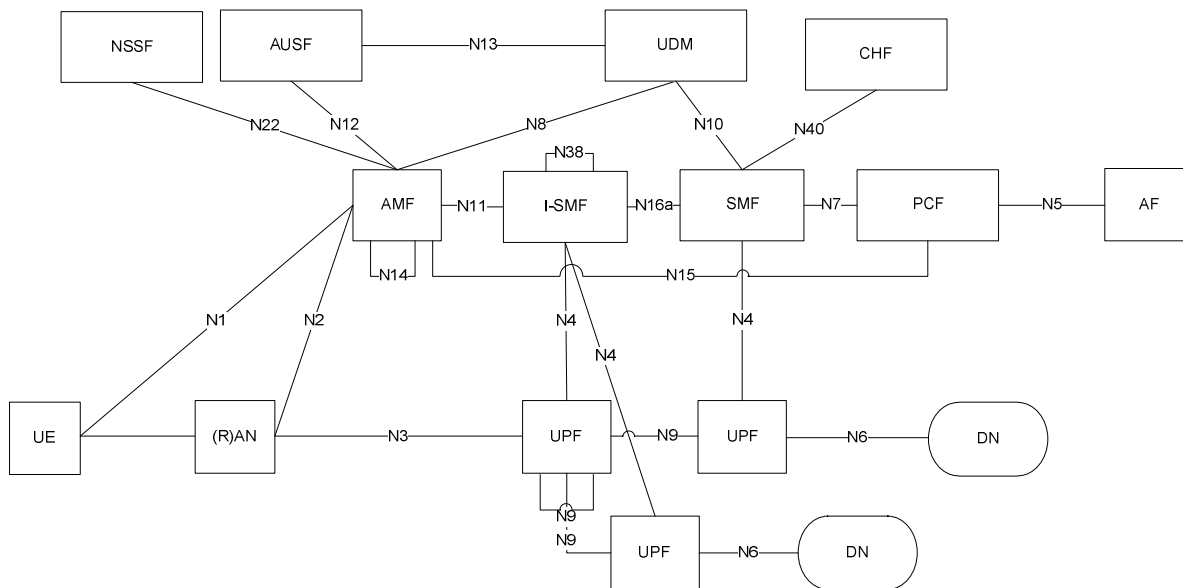 NSSF
AUSF
N13
UDM
CHF
N22
N12
N8
N10
N40
N38
AMF
N11
I-SMF
N16a
SMF
N7
PCF
N5
AF
N14
N15
N1
N2
N4
N4
N4
UE
(R)AN
N3
UPF
N9
UPF
N6
DN
N9
N9
UPF
N6
DN